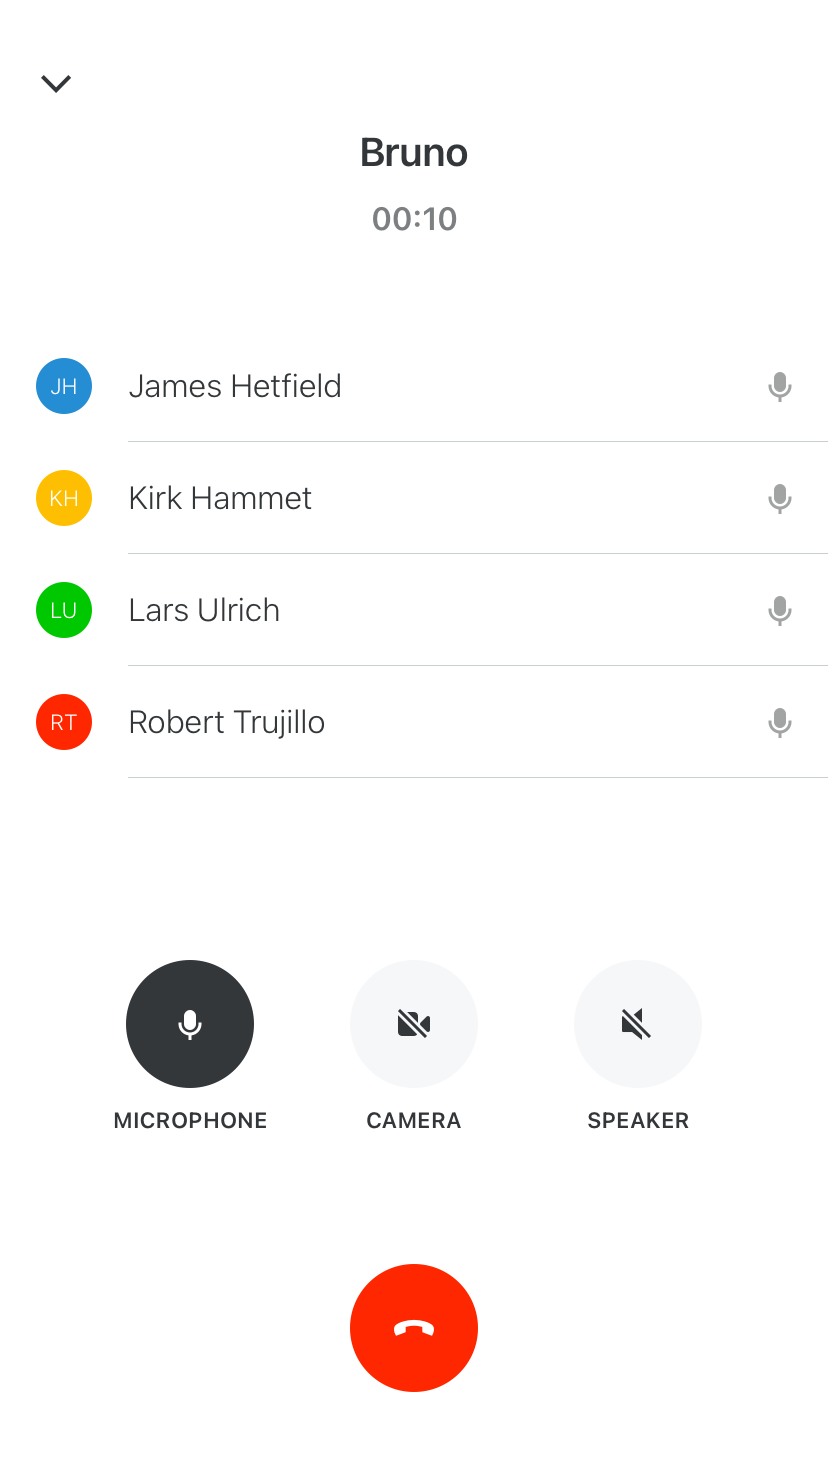 Bruno
00:10
JH James Hetfield
KH Kirk Hammet
LU Lars Ulrich
RT Robert Trujillo
MICROPHONE CAMERA SPEAKER